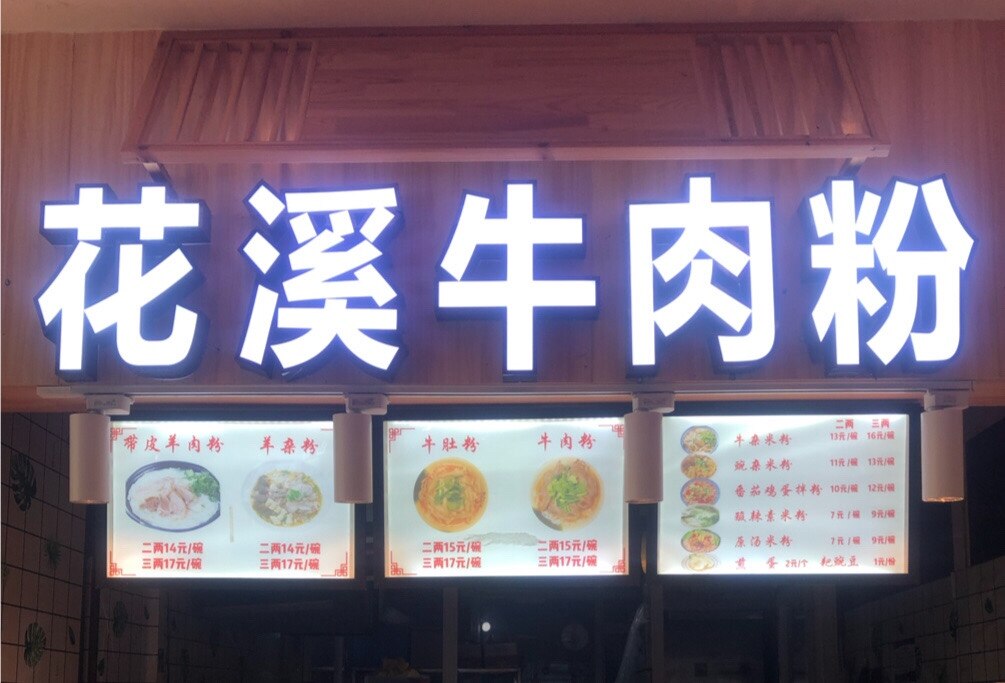 花溪牛肉粉
带皮羊肉粉 羊杂粉
二两14元/碗 二两14元/碗
三两17元/碗 三两17元/碗
牛肚粉 牛肉粉
二两15元/碗 二两15元/碗
三两17元/碗 三两17元/碗
二两 三两
牛杂米粉 13元/碗 16元/碗
豌杂米粉 11元/碗 13元/碗
番茄鸡蛋拌粉 10元/碗 12元/碗
酸辣素米粉 7元/碗 9元/碗
原汤米粉 7元/碗 9元/碗
煎蛋 2元/个 粑豌豆 1元/份